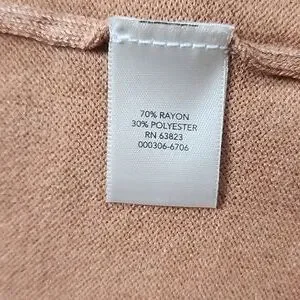 70% RAYON
30% POLYESTER
RN 63823
000306-6706